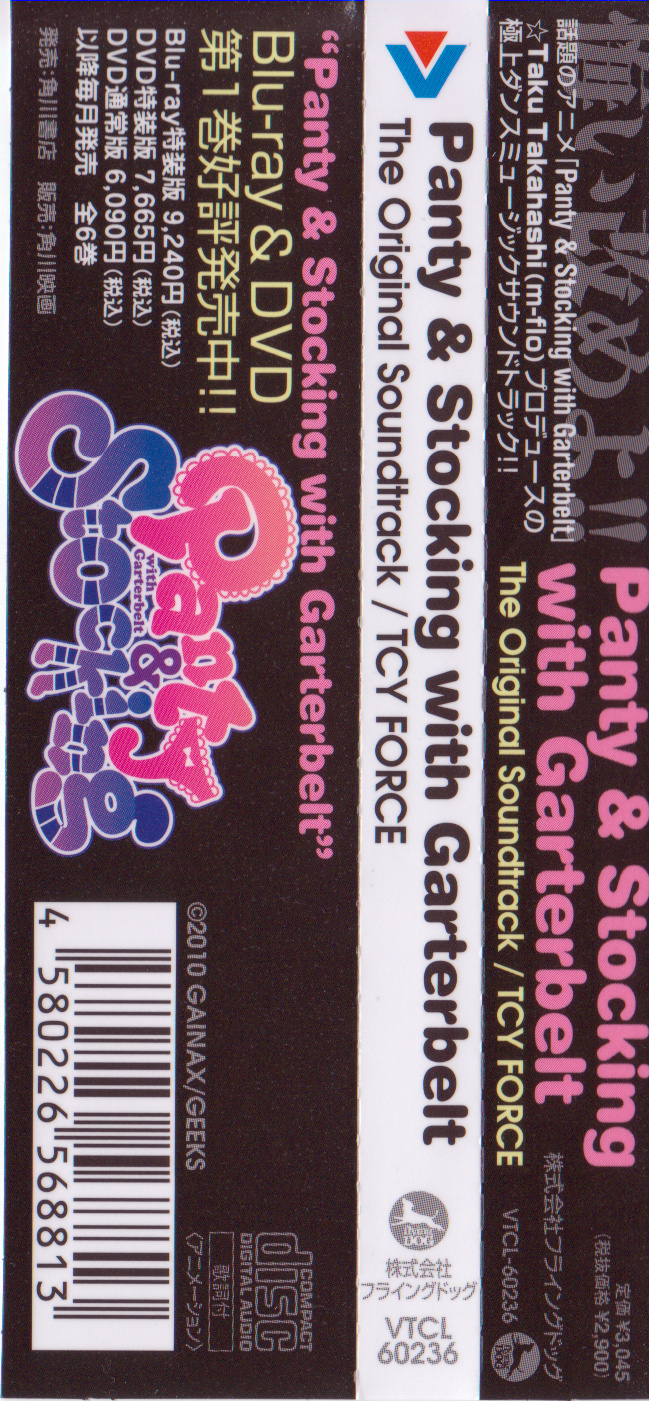 悔い改めよ!!
話題のアニメ「Panty & Stocking with Garterbelt」
☆Taku Takahashi (m-flo) プロデュースの
極上ダンスミュージックサウンドトラック!!
Panty & Stocking
with Garterbelt
The Original Soundtrack / TCY FORCE
定価 ¥3,045
(税抜価格 ¥2,900)
株式会社フライングドッグ
VTCL-60236
Panty & Stocking with Garterbelt
The Original Soundtrack / TCY FORCE
株式会社
フライングドッグ
VTCL
60236
“Panty & Stocking with Garterbelt”
Blu-ray & DVD
第1巻好評発売中!!
Blu-ray特装版 9,240円(税込)
DVD特装版 7,665円(税込)
DVD通常版 6,090円(税込)
以降毎月発売 全6巻
発売:角川書店 販売:角川映画
Panty
&
Stocking
with
Garterbelt
©2010 GAINAX/GEEKS
4 580226 568813
COMPACT
disc
DIGITAL AUDIO
歌詞付
〈アニメーション〉